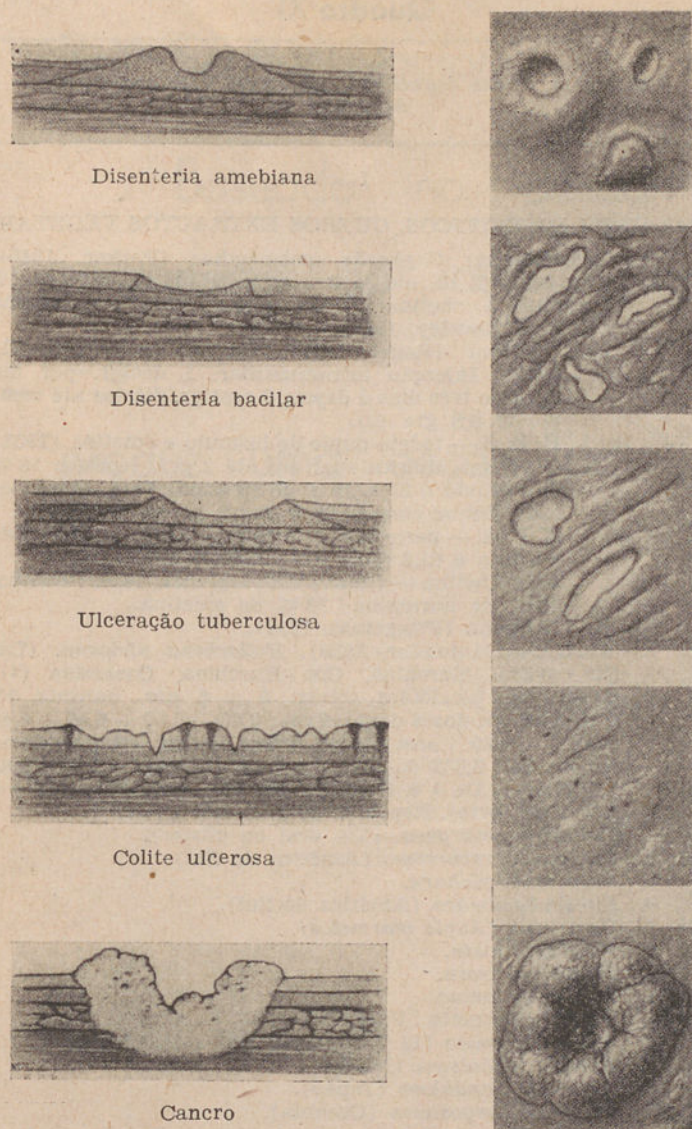 Disenteria amebiana
Disenteria bacilar
Ulceração tuberculosa
Colite ulcerosa
Cancro